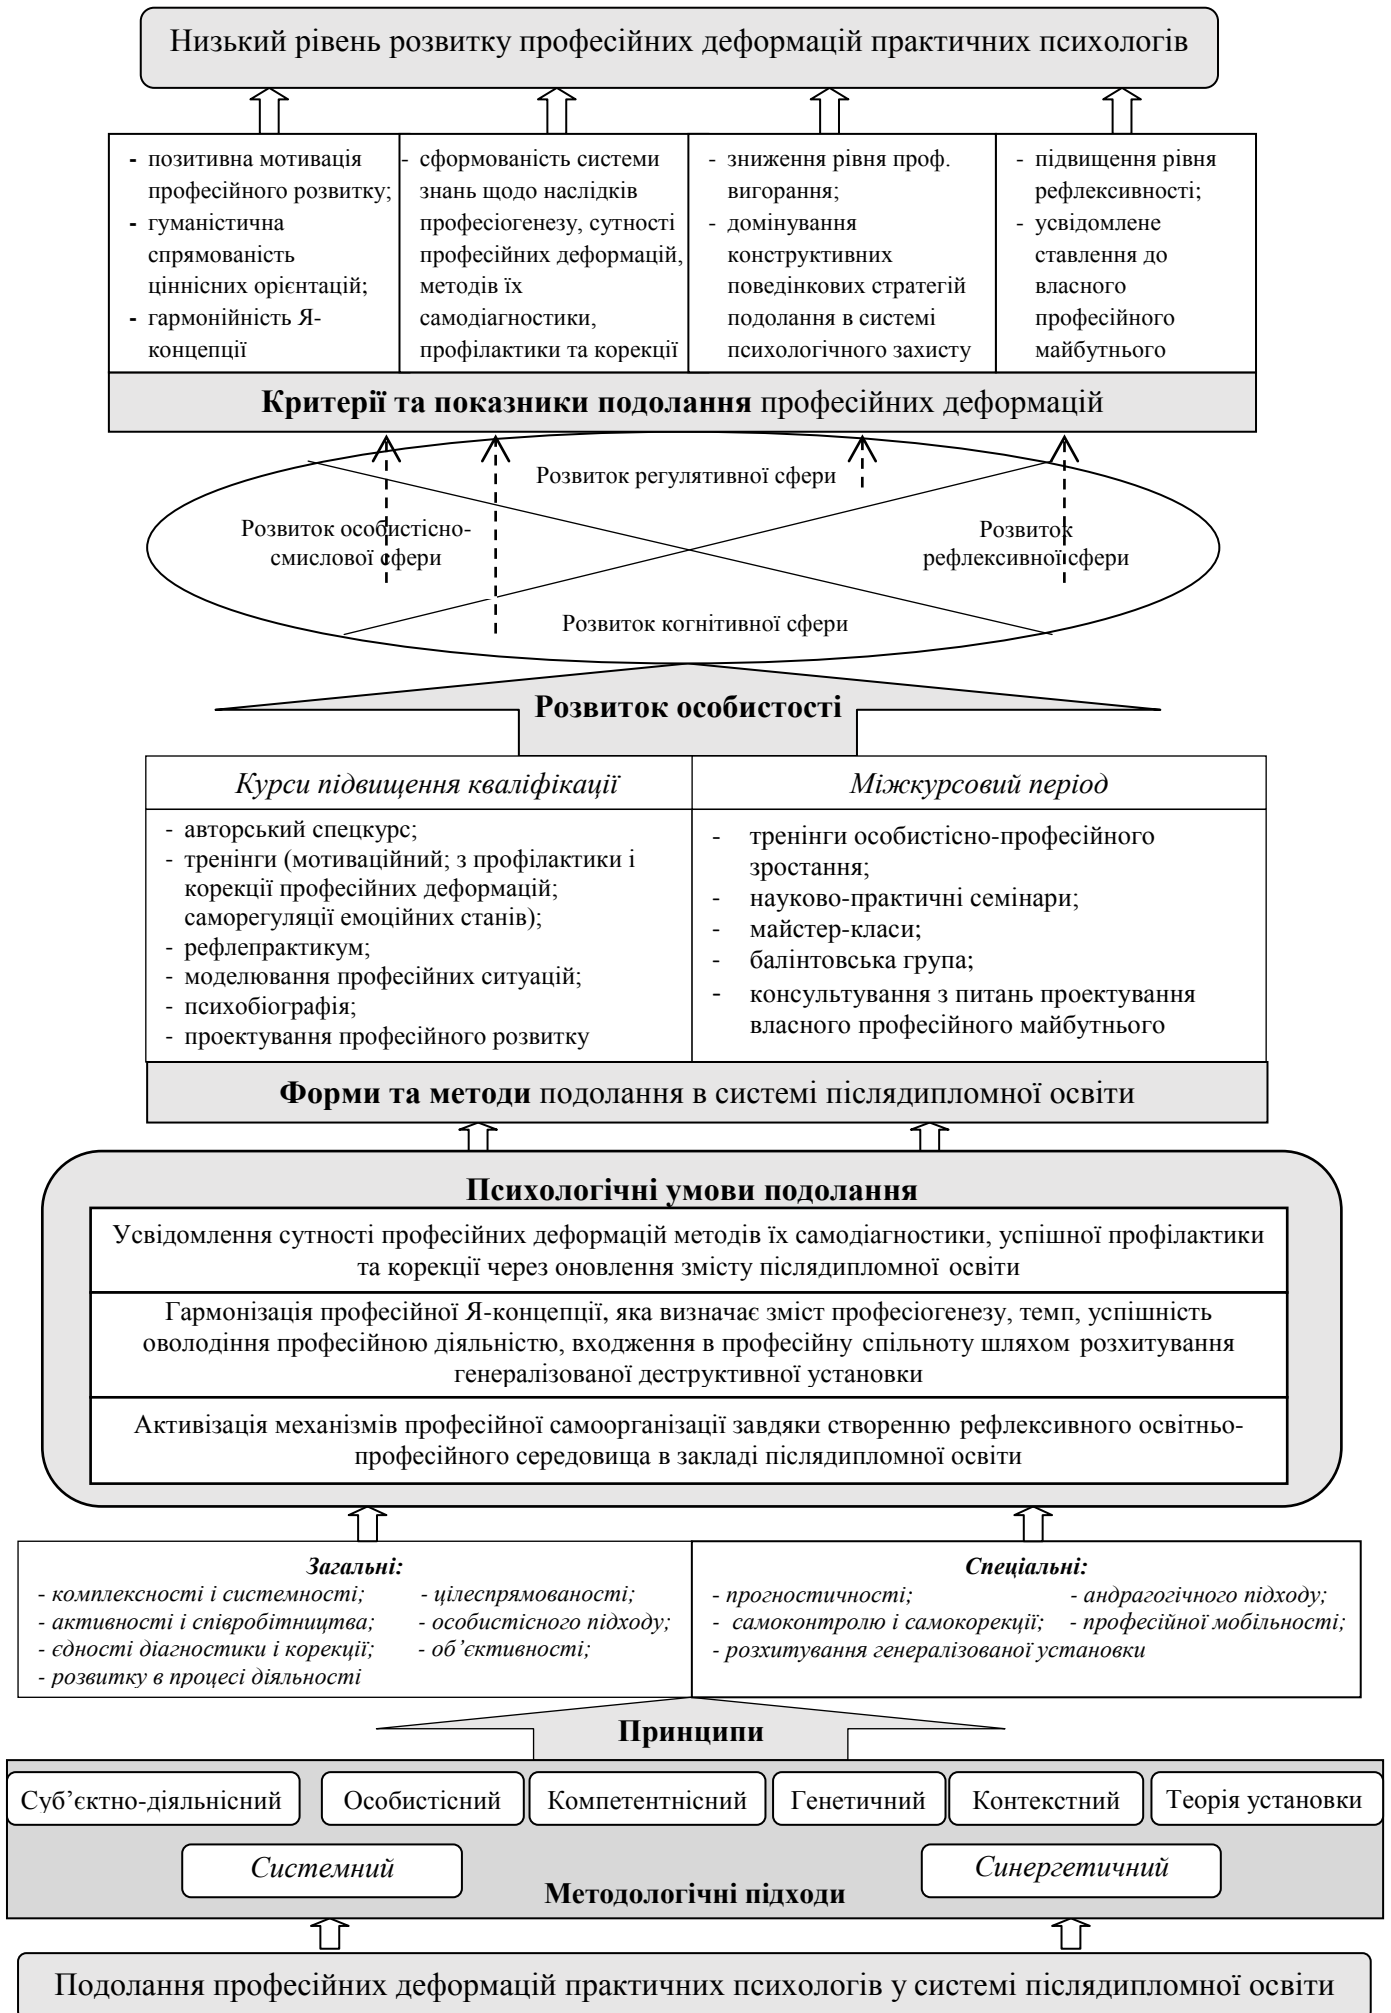 Низький рівень розвитку професійних деформацій практичних психологів
- позитивна мотивація
професійного розвитку;
- гуманістична
спрямованість
ціннісних орієнтацій;
- гармонійність Я-
концепції
- сформованість системи
знань щодо наслідків
професіогенезу, сутності
професійних деформацій,
методів їх
самодіагностики,
профілактики та корекції
- зниження рівня проф.
вигорання;
- домінування
конструктивних
поведінкових стратегій
подолання в системі
психологічного захисту
- підвищення рівня
рефлексивності;
- усвідомлене
ставлення до
власного
професійного
майбутнього
Критерії та показники подолання професійних деформацій
Розвиток регулятивної сфери
Розвиток особистісно-
смислової сфери
Розвиток
рефлексивної сфери
Розвиток когнітивної сфери
Розвиток особистості
Курси підвищення кваліфікації
- авторський спецкурс;
- тренінги (мотиваційний; з профілактики і
корекції професійних деформацій;
саморегуляції емоційних станів);
- рефлепрактикум;
- моделювання професійних ситуацій;
- психобіографія;
- проектування професійного розвитку
Міжкурсовий період
- тренінги особистісно-професійного
зростання;
- науково-практичні семінари;
- майстер-класи;
- балінтовська група;
- консультування з питань проектування
власного професійного майбутнього
Форми та методи подолання в системі післядипломної освіти
Психологічні умови подолання
Усвідомлення сутності професійних деформацій методів їх самодіагностики, успішної профілактики
та корекції через оновлення змісту післядипломної освіти
Гармонізація професійної Я-концепції, яка визначає зміст професіогенезу, темп, успішність
оволодіння професійною діяльністю, входження в професійну спільноту шляхом розхитування
генералізованої деструктивної установки
Активізація механізмів професійної самоорганізації завдяки створенню рефлексивного освітньо-
професійного середовища в закладі післядипломної освіти
Загальні:
- комплексності і системності; - цілеспрямованості;
- активності і співробітництва; - особистісного підходу;
- єдності діагностики і корекції; - об’єктивності;
- розвитку в процесі діяльності
Спеціальні:
- прогностичності; - андрагогічного підходу;
- самоконтролю і самокорекції; - професійної мобільності;
- розхитування генералізованої установки
Принципи
Суб’єктно-діяльнісний Особистісний Компетентнісний Генетичний Контекстний Теорія установки
Системний Синергетичний
Методологічні підходи
Подолання професійних деформацій практичних психологів у системі післядипломної освіти